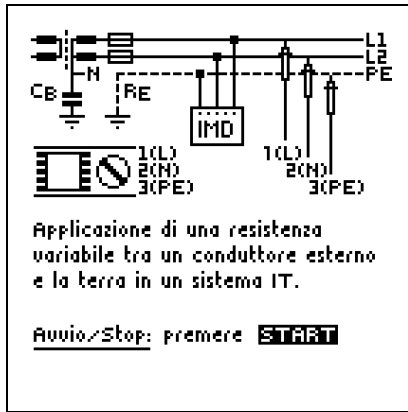 L1
L2
N
PE
CB
RE
IMD
1(L)
2(N)
3(PE)
1(L)
2(N)
3(PE)
Applicazione di una resistenza
variabile tra un conduttore esterno
e la terra in un sistema IT.
Avvio/Stop: premere START